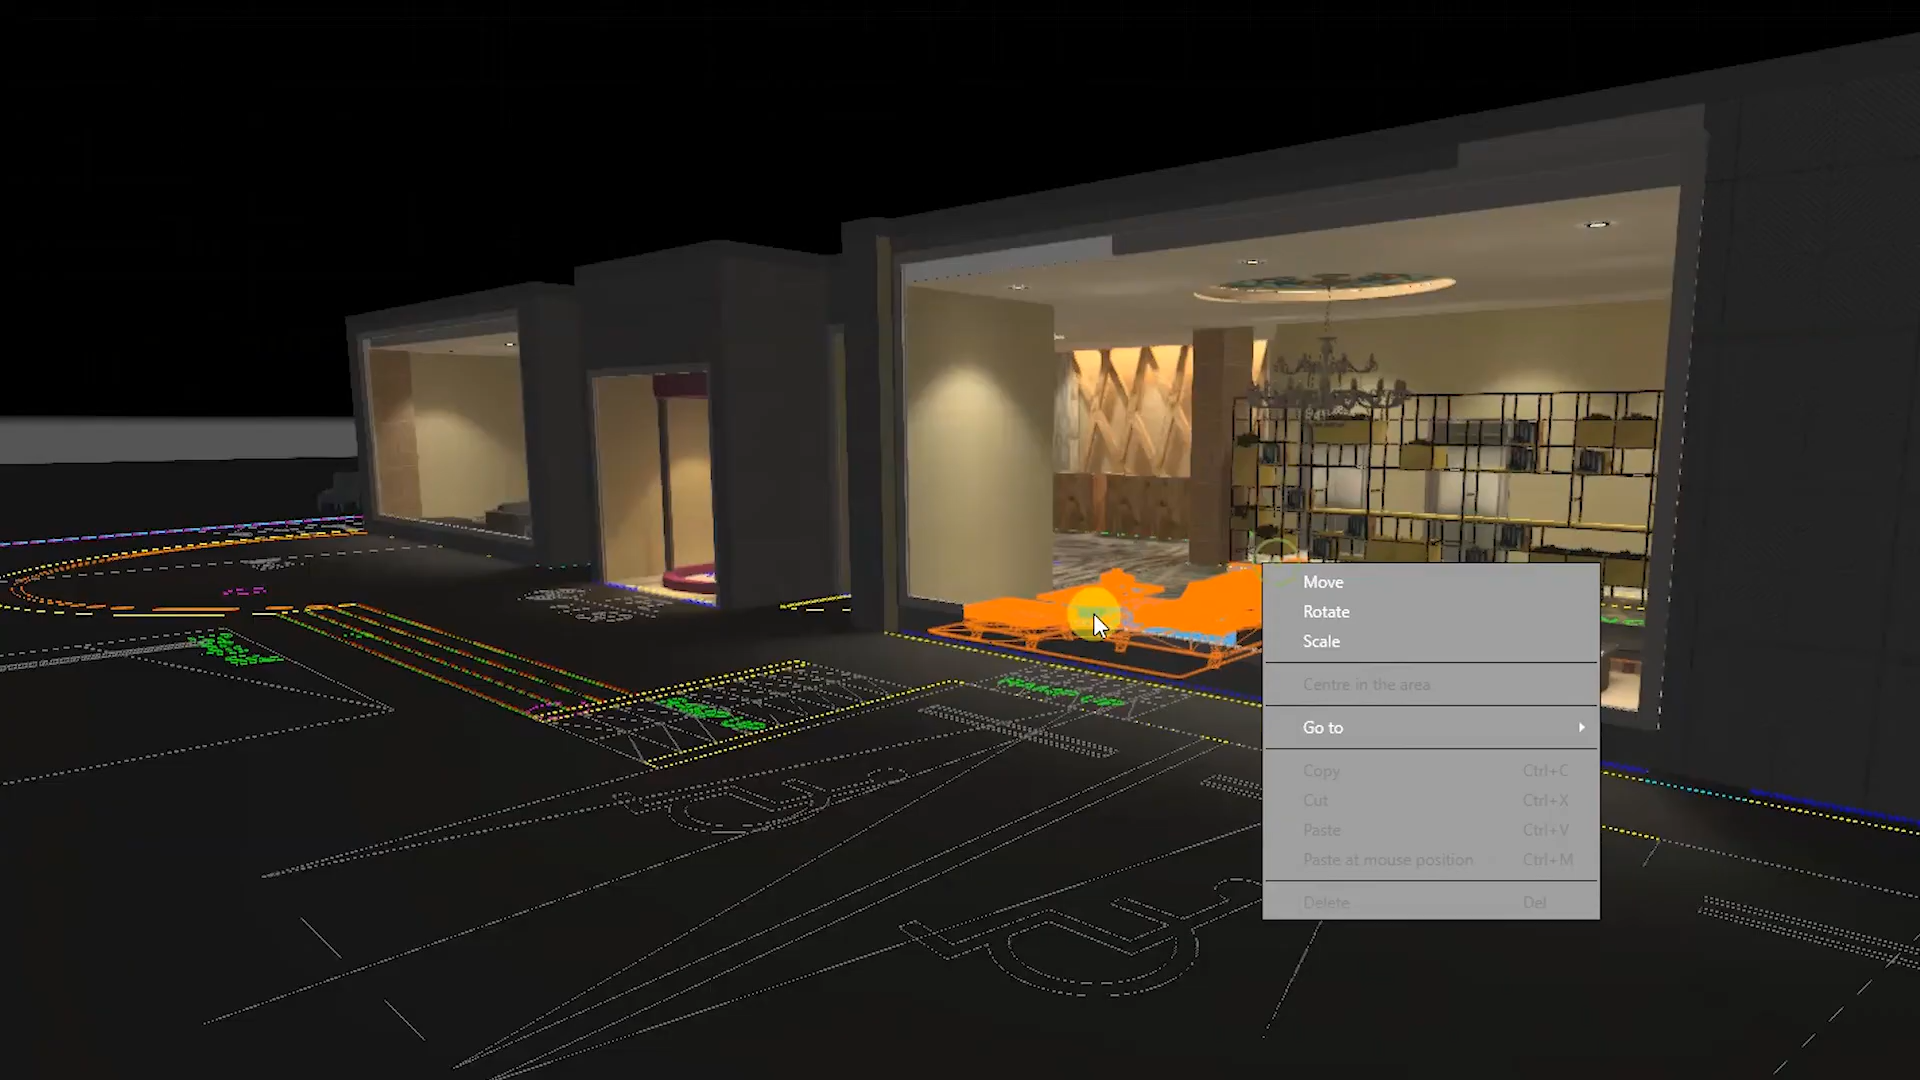 Move
Rotate
Scale
Centre in the area
Go to
Copy Ctrl+C
Cut Ctrl+X
Paste Ctrl+V
Paste at mouse position Ctrl+M
Delete Del